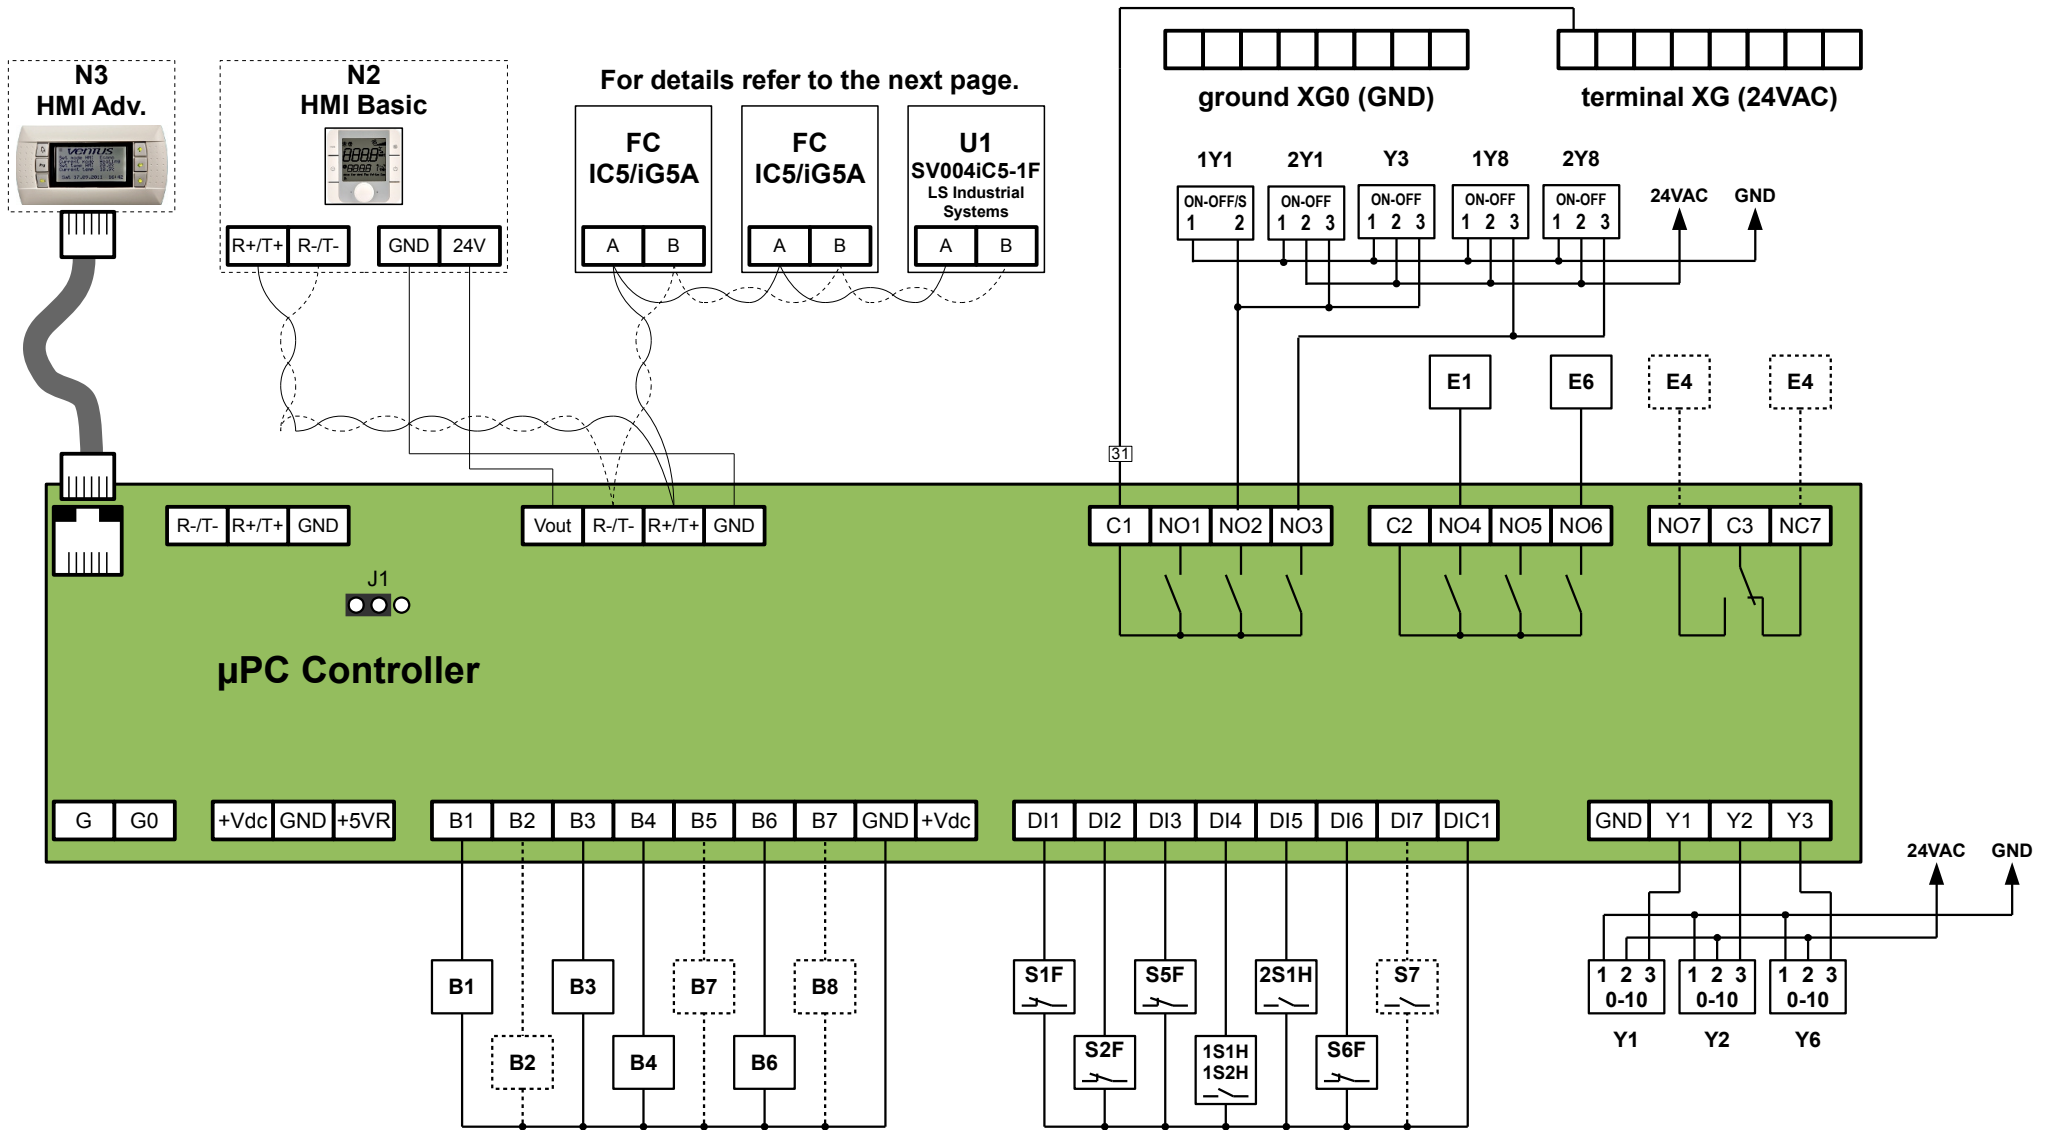 N3
HMI Adv.
ventus
N2
HMI Basic
R+/T+ R-/T- GND 24V
For details refer to the next page.
FC
IC5/iG5A
A B
FC
IC5/iG5A
A B
U1
SV004iC5-1F
LS Industrial
Systems
A B
ground XG0 (GND)
terminal XG (24VAC)
1Y1 2Y1 Y3 1Y8 2Y8
ON-OFF/S
1 2
ON-OFF
1 2 3
ON-OFF
1 2 3
ON-OFF
1 2 3
ON-OFF
1 2 3
24VAC GND
E1 E6 E4 E4
31
R-/T- R+/T+ GND
Vout R-/T- R+/T+ GND
C1 NO1 NO2 NO3
C2 NO4 NO5 NO6
NO7 C3 NC7
J1
µPC Controller
G G0
+Vdc GND +5VR
B1 B2 B3 B4 B5 B6 B7 GND +Vdc
DI1 DI2 DI3 DI4 DI5 DI6 DI7 DIC1
GND Y1 Y2 Y3
24VAC GND
B1 B3 B7 B8
B2 B4 B6
S1F S5F 2S1H S7
S2F
1S1H
1S2H
S6F
1 2 3
0-10
1 2 3
0-10
1 2 3
0-10
Y1 Y2 Y6